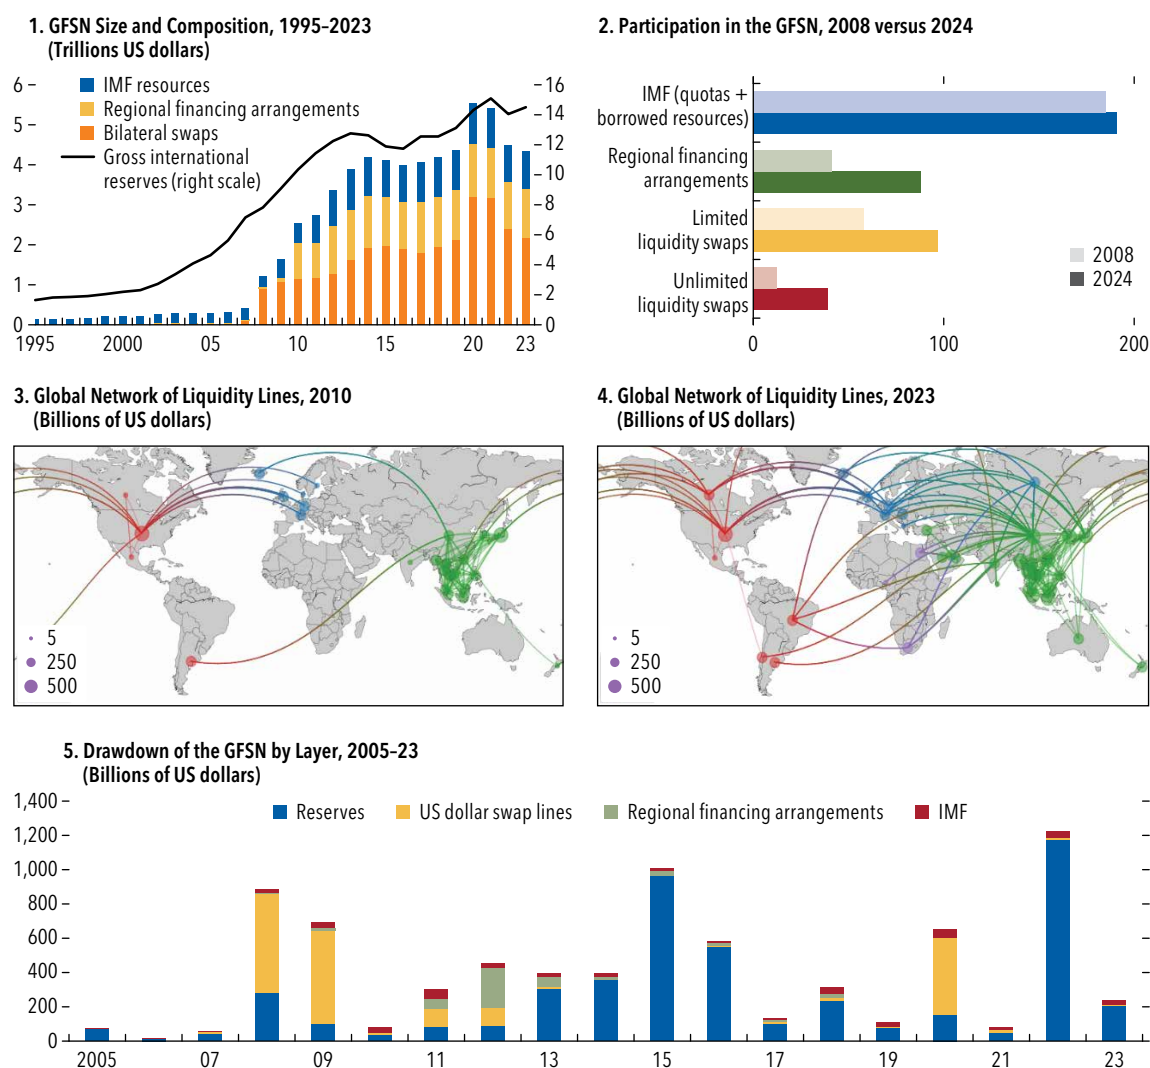 1. GFSN Size and Composition, 1995–2023
(Trillions US dollars)
6
5
4
3
2
1
0
IMF resources
Regional financing arrangements
Bilateral swaps
Gross international
reserves (right scale)
16
14
12
10
8
6
4
2
0
1995 2000 05 10 15 20 23
2. Participation in the GFSN, 2008 versus 2024
IMF (quotas +
borrowed resources)
Regional financing
arrangements
Limited
liquidity swaps
Unlimited
liquidity swaps
2008
2024
0 100 200
3. Global Network of Liquidity Lines, 2010
(Billions of US dollars)
5
250
500
4. Global Network of Liquidity Lines, 2023
(Billions of US dollars)
5
250
500
5. Drawdown of the GFSN by Layer, 2005–23
(Billions of US dollars)
1,400
1,200
1,000
800
600
400
200
0
Reserves US dollar swap lines Regional financing arrangements IMF
2005 07 09 11 13 15 17 19 21 23